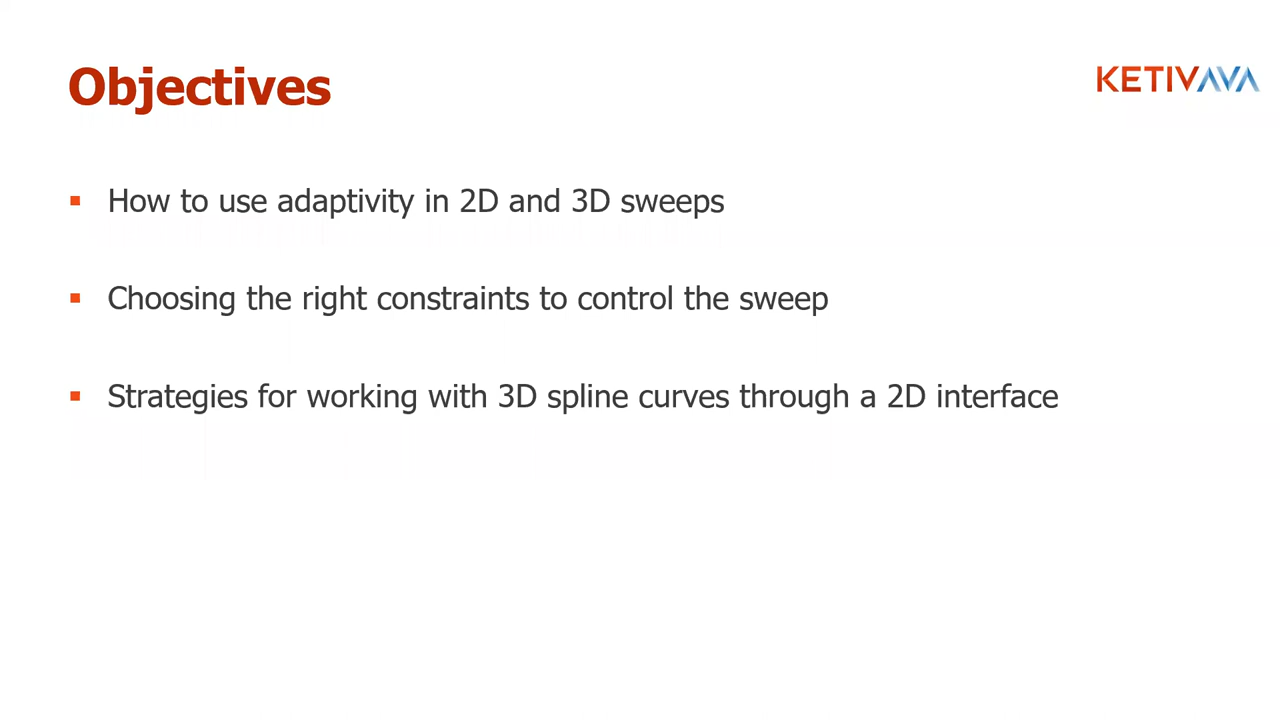 Objectives
KETIVAVA
How to use adaptivity in 2D and 3D sweeps
Choosing the right constraints to control the sweep
Strategies for working with 3D spline curves through a 2D interface